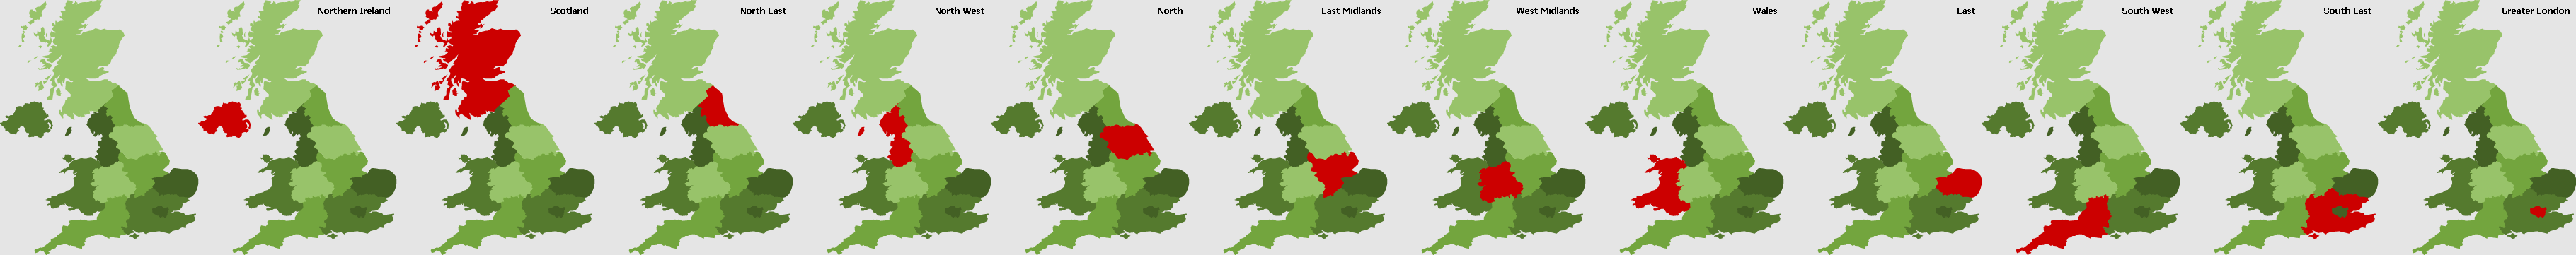 Northern Ireland
Scotland
North East
North West
North
East Midlands
West Midlands
Wales
East
South West
South East
Greater London